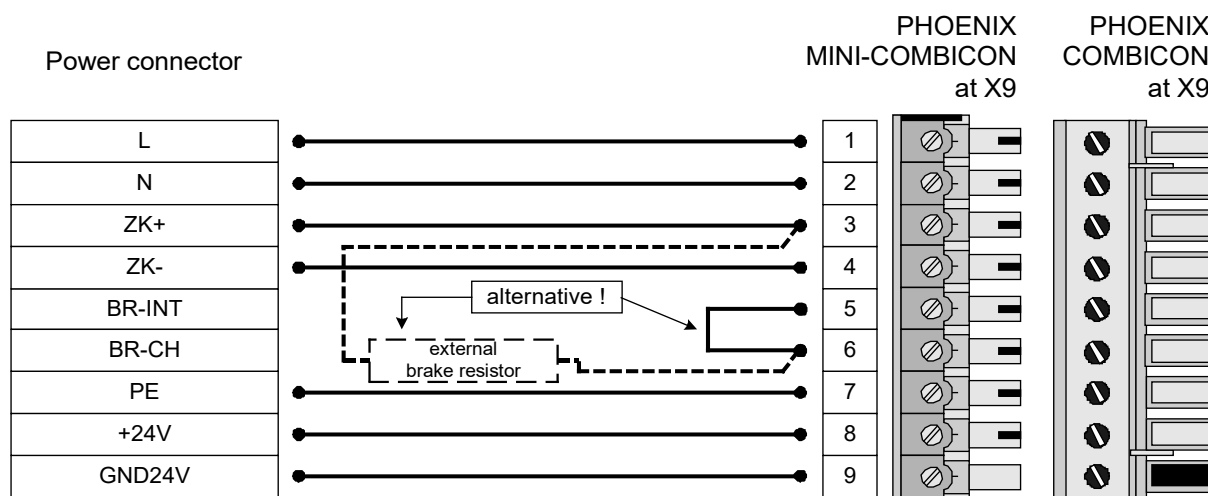 Power connector
PHOENIX
MINI-COMBICON
at X9
PHOENIX
COMBICON
at X9
L
1
N
2
ZK+
3
ZK-
4
BR-INT
alternative !
5
BR-CH
external
brake resistor
6
PE
7
+24V
8
GND24V
9